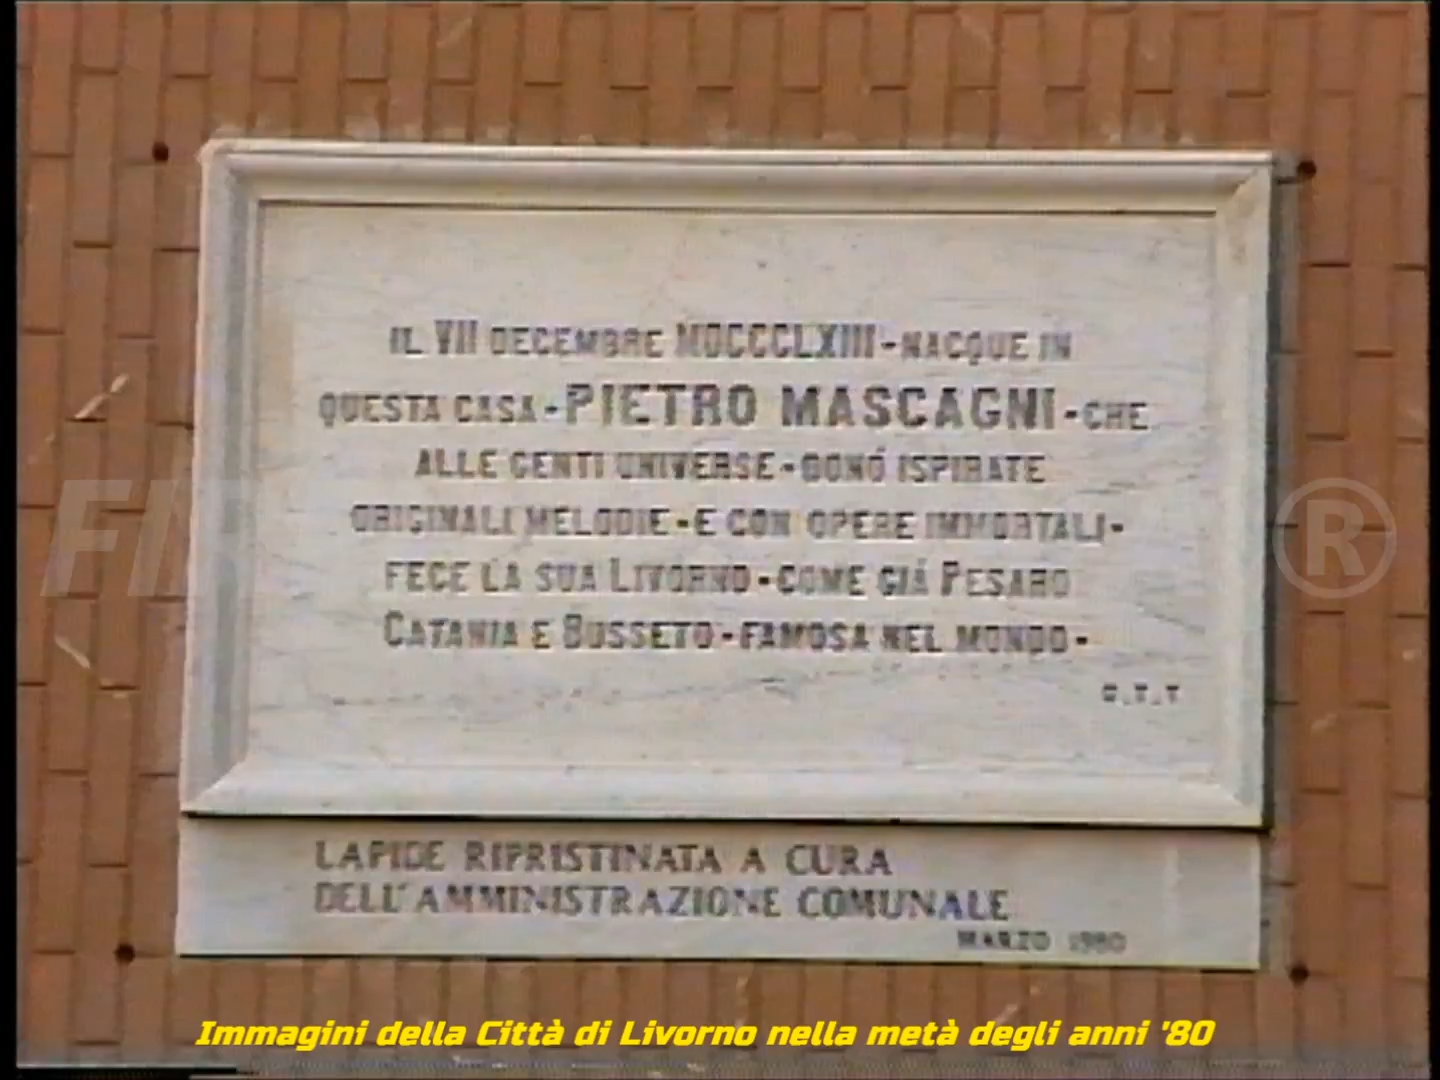 IL VII DECEMBRE MDCCCLXIII-NACQUE IN
QUESTA CASA-PIETRO MASCAGNI-CHE
ALLE GENTI UNIVERSE-DONÓ ISPIRATE
ORIGINALI MELODIE-E CON OPERE IMMORTALI-
FECE LA SUA LIVORNO-COME GIÁ PESARO
CATANIA E BUSSETO-FAMOSA NEL MONDO-
LAPIDE RIPRISTINATA A CURA
DELL'AMMINISTRAZIONE COMUNALE
MARZO 1980
Immagini della Città di Livorno nella metà degli anni '80